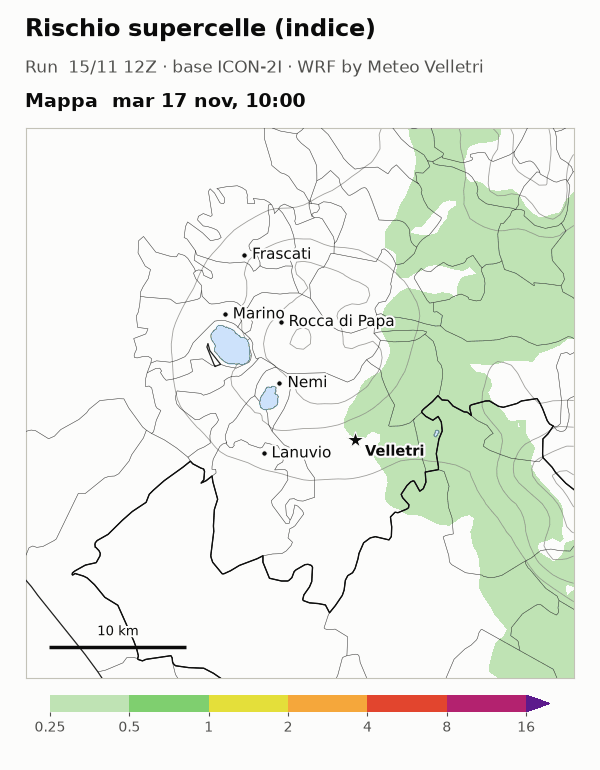 Rischio supercelle (indice)
Run 15/11 12Z · base ICON-2I · WRF by Meteo Velletri
Mappa mar 17 nov, 10:00
Frascati
Marino
Rocca di Papa
Nemi
Velletri
Lanuvio
10 km
0.25 0.5 1 2 4 8 16